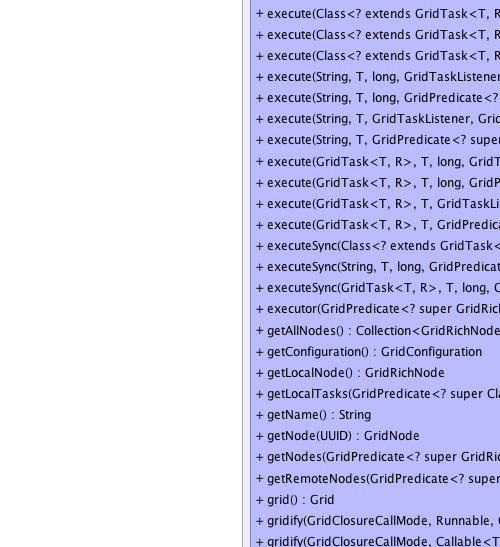 + execute(Class<? extends GridTask<T, R
+ execute(Class<? extends GridTask<T, R
+ execute(Class<? extends GridTask<T, R
+ execute(String, T, long, GridTaskListener
+ execute(String, T, long, GridPredicate<?
+ execute(String, T, GridTaskListener, Grid
+ execute(String, T, GridPredicate<? super
+ execute(GridTask<T, R>, T, long, GridT
+ execute(GridTask<T, R>, T, long, GridP
+ execute(GridTask<T, R>, T, GridTaskLi
+ execute(GridTask<T, R>, T, GridPredica
+ executeSync(Class<? extends GridTask<
+ executeSync(String, T, long, GridPredicat
+ executeSync(GridTask<T, R>, T, long, G
+ executor(GridPredicate<? super GridRich
+ getAllNodes() : Collection<GridRichNode
+ getConfiguration() : GridConfiguration
+ getLocalNode() : GridRichNode
+ getLocalTasks(GridPredicate<? super Cla
+ getName() : String
+ getNode(UUID) : GridNode
+ getNodes(GridPredicate<? super GridRic
+ getRemoteNodes(GridPredicate<? super
+ grid() : Grid
+ gridify(GridClosureCallMode, Runnable,
+ gridify(GridClosureCallMode, Callable<T